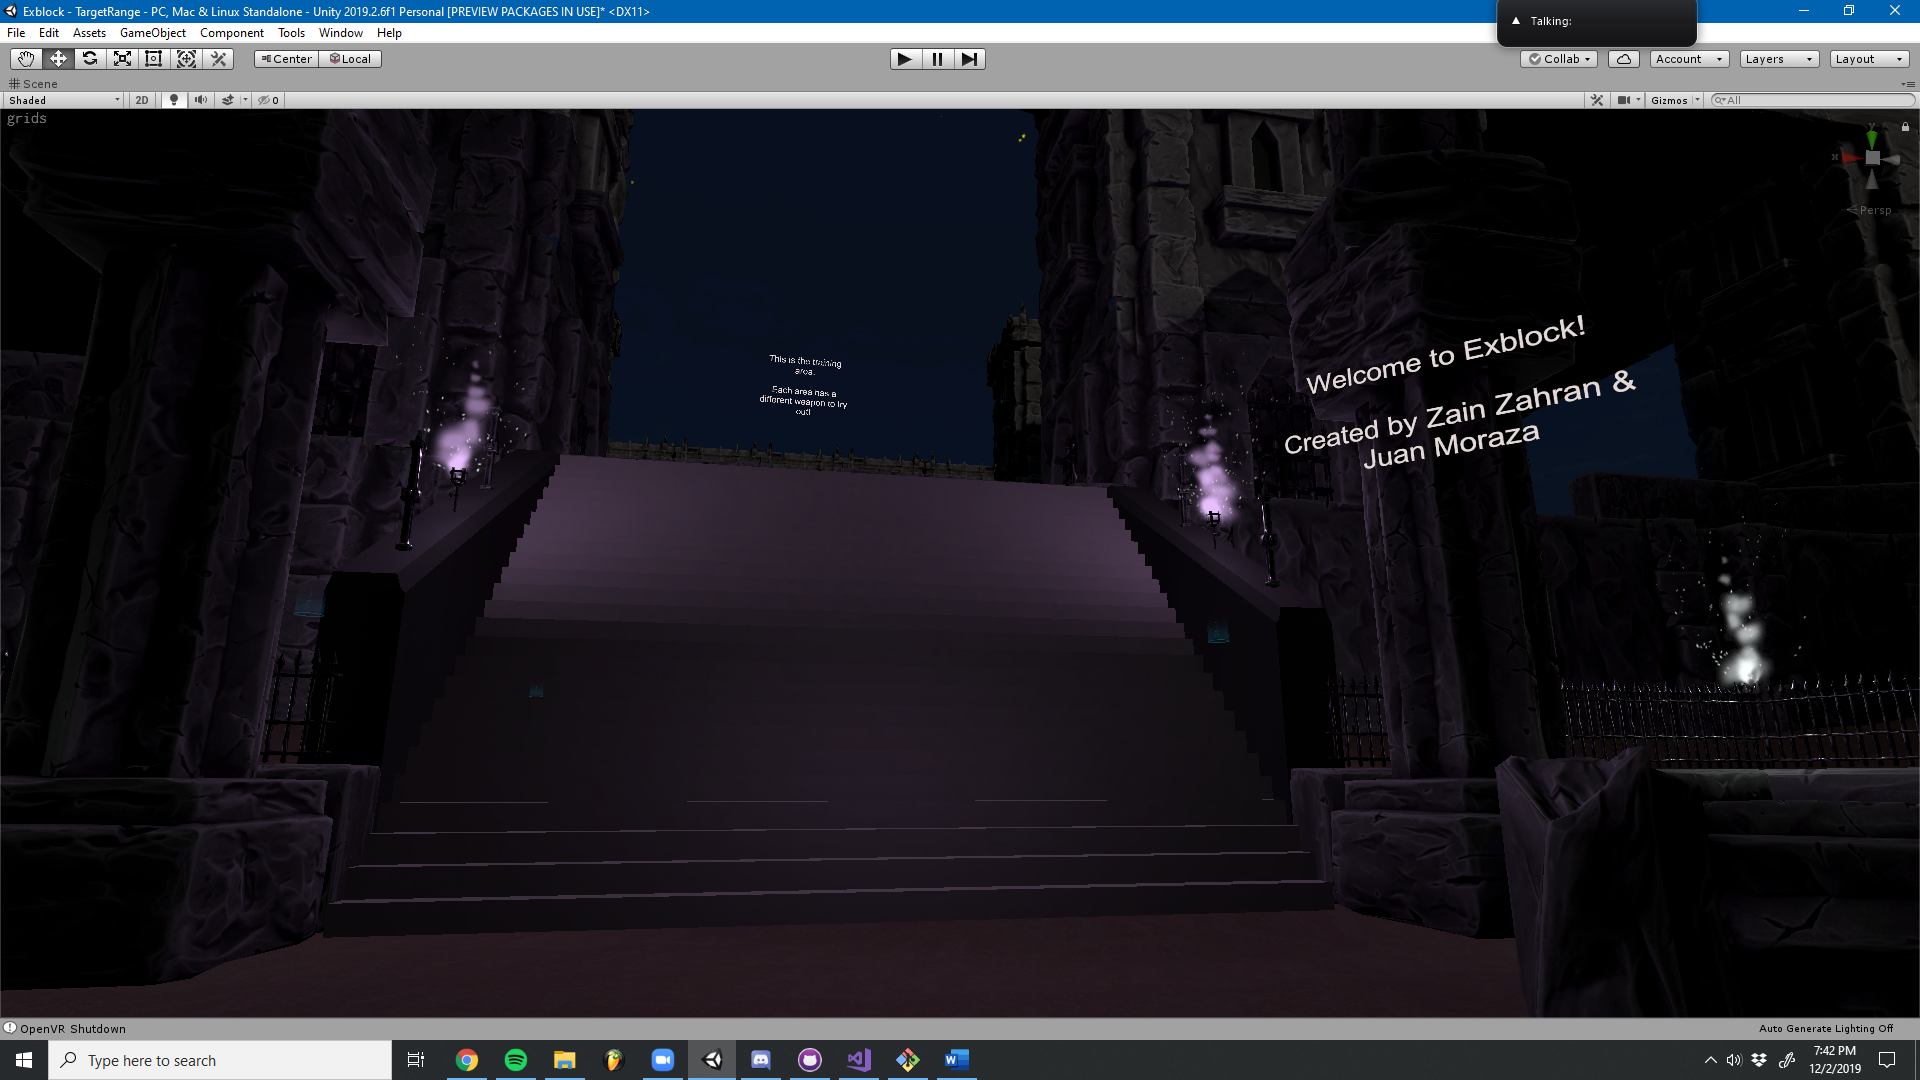 Exblock - TargetRange - PC, Mac & Linux Standalone - Unity 2019.2.6f1 Personal [PREVIEW PACKAGES IN USE]* <DX11>
Talking:
File Edit Assets GameObject Component Tools Window Help
Center Local
Collab Account Layers Layout
Scene
Shaded 2D 0 Gizmos All
grids
y
x
Persp
This is the training
area.
Each area has a
different weapon to try
out!
Welcome to Exblock!
Created by Zain Zahran &
Juan Moraza
OpenVR Shutdown
Auto Generate Lighting Off
Type here to search
7:42 PM
12/2/2019